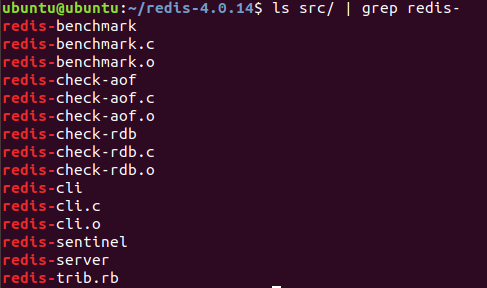 ubuntu@ubuntu:~/redis-4.0.14$ ls src/ | grep redis-
redis-benchmark
redis-benchmark.c
redis-benchmark.o
redis-check-aof
redis-check-aof.c
redis-check-aof.o
redis-check-rdb
redis-check-rdb.c
redis-check-rdb.o
redis-cli
redis-cli.c
redis-cli.o
redis-sentinel
redis-server
redis-trib.rb